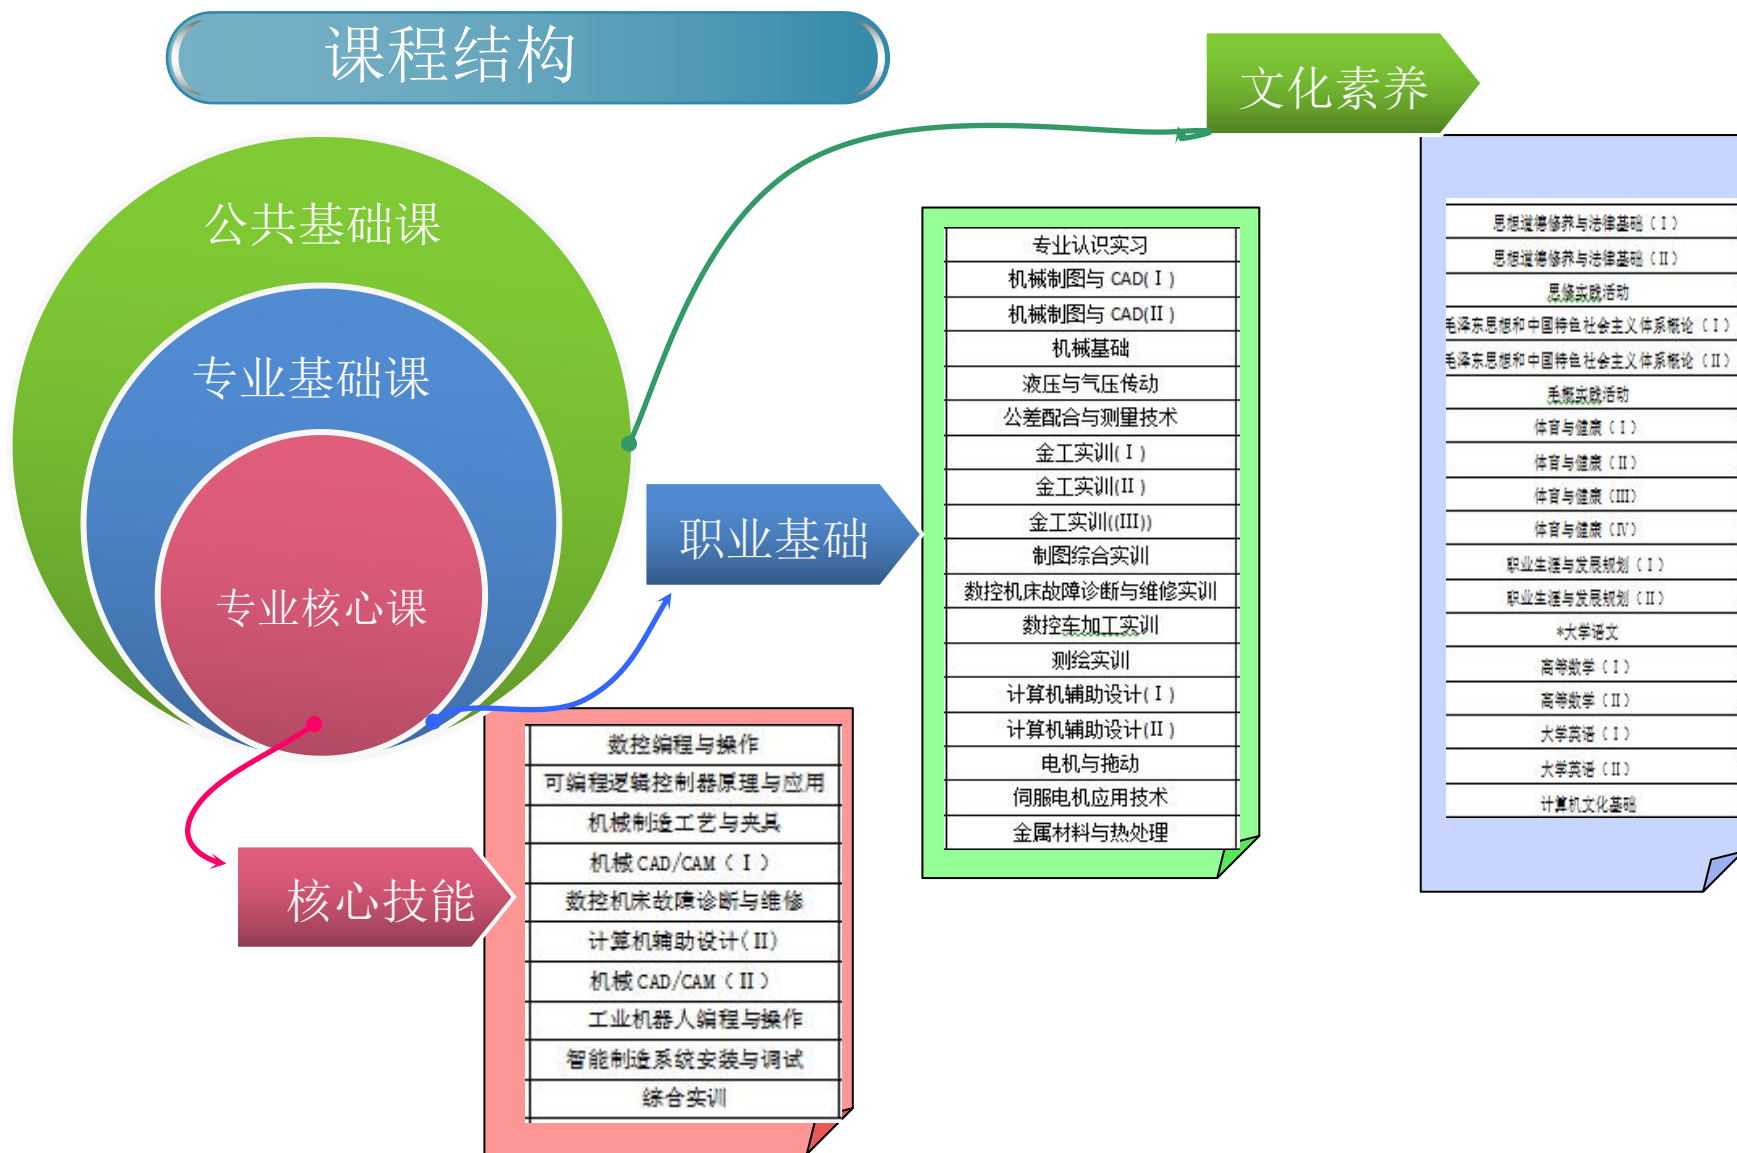 课程结构
文化素养
公共基础课
专业基础课
专业核心课
职业基础
核心技能
专业认识实习
机械制图与 CAD( I )
机械制图与 CAD(II )
机械基础
液压与气压传动
公差配合与测量技术
金工实训( I )
金工实训(II )
金工实训((III))
制图综合实训
数控机床故障诊断与维修实训
数控车加工实训
测绘实训
计算机辅助设计( I )
计算机辅助设计(II )
电机与拖动
伺服电机应用技术
金属材料与热处理
数控编程与操作
可编程逻辑控制器原理与应用
机械制造工艺与夹具
机械 CAD/CAM（ I ）
数控机床故障诊断与维修
计算机辅助设计( II)
机械 CAD/CAM（ II ）
工业机器人编程与操作
智能制造系统安装与调试
综合实训
思想道德修养与法律基础（ I ）
思想道德修养与法律基础（ II ）
思修实践活动
毛泽东思想和中国特色社会主义体系概论（ I ）
毛泽东思想和中国特色社会主义体系概论（ II ）
毛概实践活动
体育与健康（ I ）
体育与健康（ II ）
体育与健康（III）
体育与健康（ IV ）
职业生涯与发展规划（ I ）
职业生涯与发展规划（ II ）
*大学语文
高等数学（ I ）
高等数学（ II ）
大学英语（ I ）
大学英语（ II ）
计算机文化基础